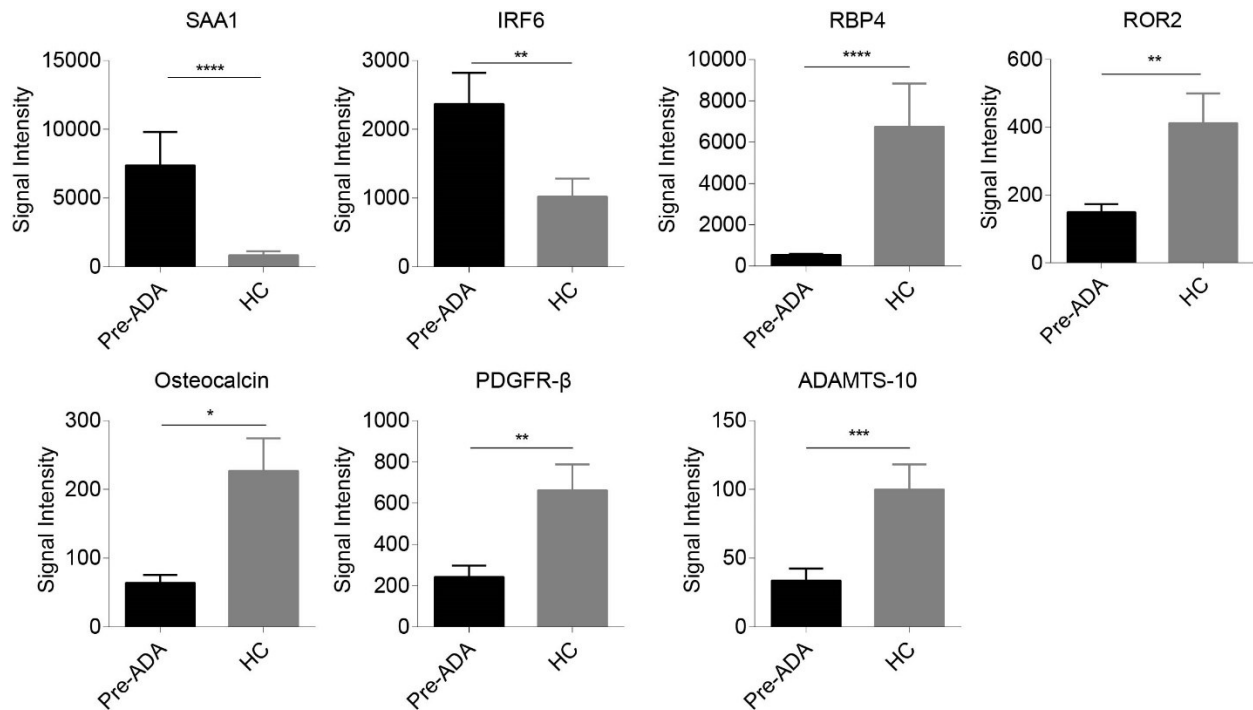 SAA1
Signal Intensity
15000
10000
5000
0
****
Pre-ADA
HC
IRF6
Signal Intensity
3000
2000
1000
0
**
Pre-ADA
HC
RBP4
Signal Intensity
10000
8000
6000
4000
2000
0
****
Pre-ADA
HC
ROR2
Signal Intensity
600
400
200
0
**
Pre-ADA
HC
Osteocalcin
Signal Intensity
300
200
100
0
*
Pre-ADA
HC
PDGFR-β
Signal Intensity
1000
800
600
400
200
0
**
Pre-ADA
HC
ADAMTS-10
Signal Intensity
150
100
50
0
***
Pre-ADA
HC